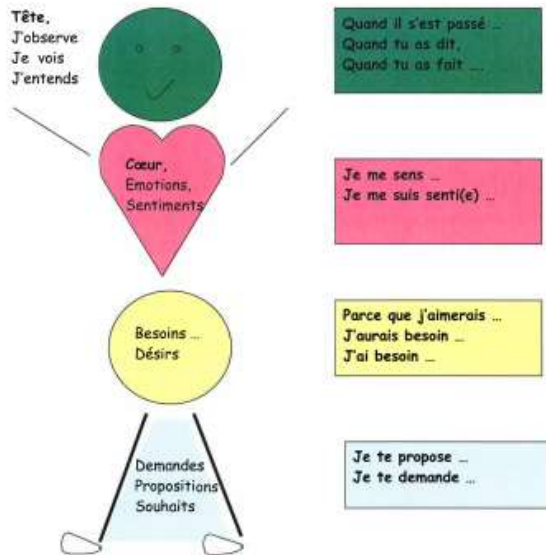 Tête,
J'observe
Je vois
J'entends
Quand il s'est passé ...
Quand tu as dit,
Quand tu as fait ....
Cœur,
Emotions,
Sentiments
Je me sens ...
Je me suis senti(e) ...
Besoins ...
Désirs
Parce que j'aimerais ...
J'aurais besoin ...
J'ai besoin ...
Demandes
Propositions
Souhaits
Je te propose ...
Je te demande ...